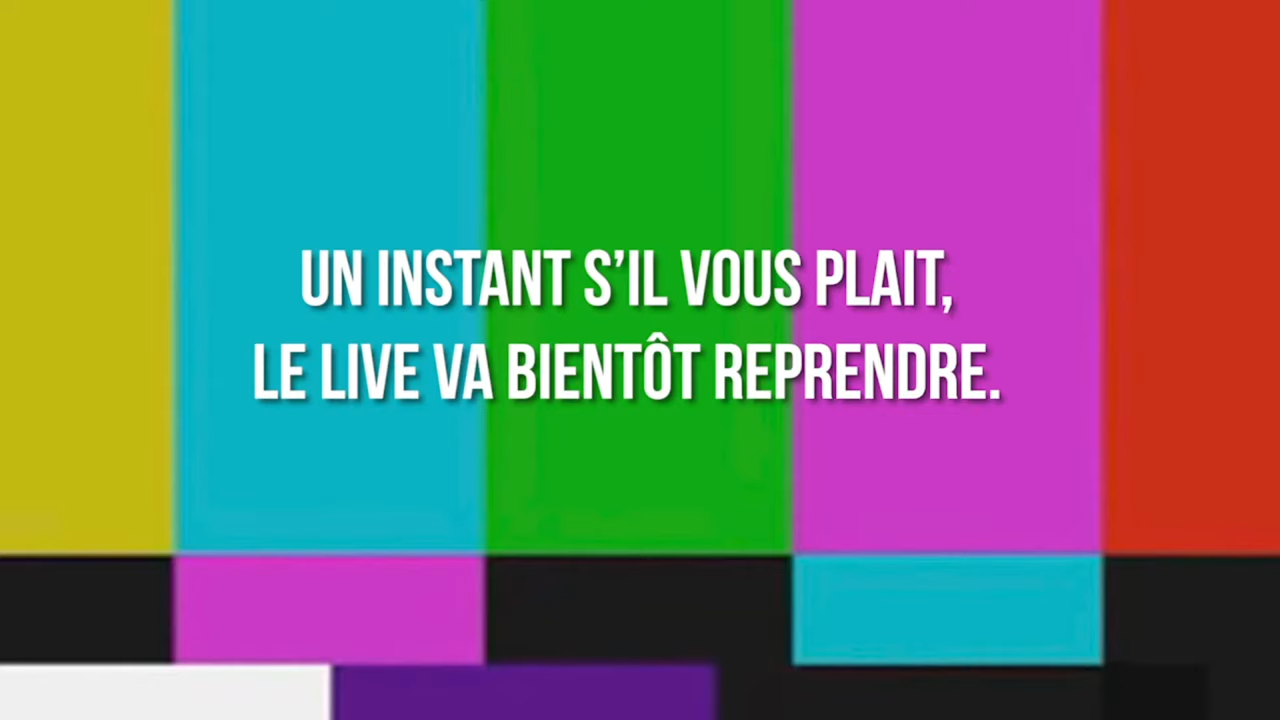 UN INSTANT S’IL VOUS PLAIT,
LE LIVE VA BIENTÔT REPRENDRE.